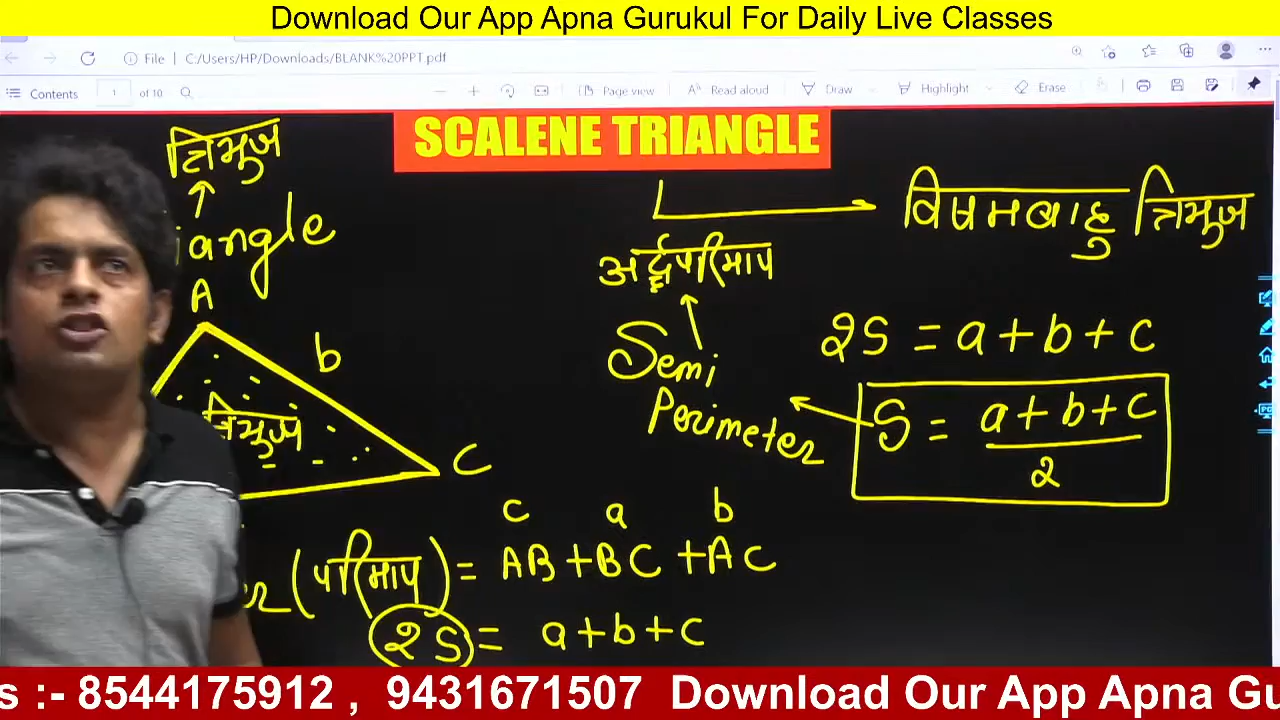 Download Our App Apna Gurukul For Daily Live Classes
File C:/Users/HP/Downloads/BLANK%20PPT.pdf
Contents 1 of 10 Page view Read aloud Draw Highlight Erase
SCALENE TRIANGLE
त्रिभुज
iangle
विषमबाहु त्रिभुज
अर्द्धपरिमाप
Semi
Perimeter
2S = a+b+c
S = a+b+c
2
A
b
C
त्रिभुज
c a b
er (परिमाप) = AB+BC+AC
2S = a+b+c
s :- 8544175912 , 9431671507 Download Our App Apna Gu